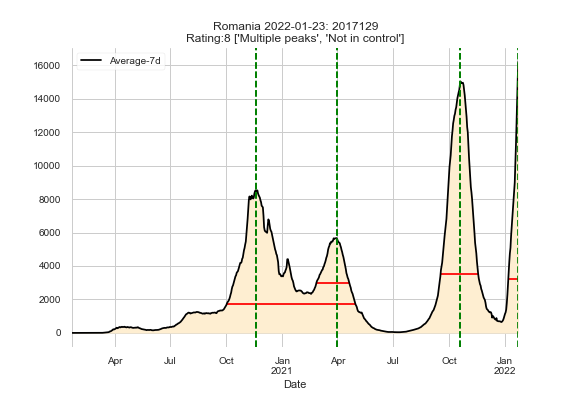 Romania 2022-01-23: 2017129
Rating:8 ['Multiple peaks', 'Not in control']
Average-7d
16000
14000
12000
10000
8000
6000
4000
2000
0
Apr Jul Oct Jan Apr Jul Oct Jan
2021 2022
Date